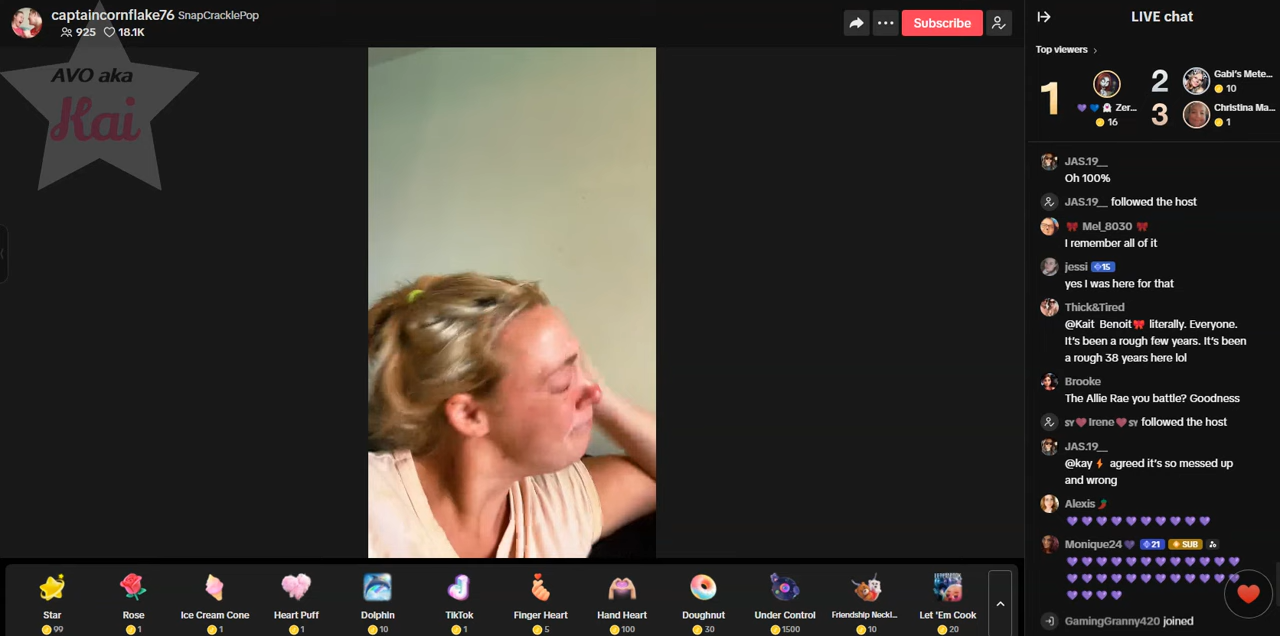 captaincornflake76 SnapCracklePop
925 18.1K
Subscribe
AVO aka
Kai
LIVE chat
Top viewers
1
Zer...
16
2
Gabi's Mete...
10
3
Christina Ma...
1
JAS.19__
Oh 100%
JAS.19__ followed the host
Mel_8030
I remember all of it
jessi 15
yes I was here for that
Thick&Tired
@Kait Benoit🎀 literally. Everyone.
It's been a rough few years. It's been
a rough 38 years here lol
Brooke
The Allie Rae you battle? Goodness
SY❤Irene❤SY followed the host
JAS.19__
@kay⚡ agreed it's so messed up
and wrong
Alexis🌶
💜💜💜💜💜💜💜💜💜💜
Monique24💜 21 SUB
💜💜💜💜💜💜💜💜💜💜💜💜
💜💜💜💜💜💜💜💜💜💜💜💜
💜💜💜💜
GamingGranny420 joined
Star
99
Rose
1
Ice Cream Cone
1
Heart Puff
1
Dolphin
10
TikTok
1
Finger Heart
5
Hand Heart
100
Doughnut
30
Under Control
1500
Friendship Neckl...
10
Let 'Em Cook
20